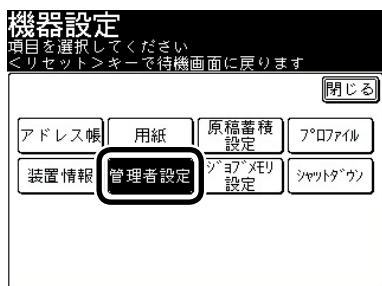 機器設定
項目を選択してください
<リセット>キーで待機画面に戻ります
閉じる
アドレス帳
用紙
原稿蓄積
設定
プロファイル
装置情報
管理者設定
ジョブメモリ
設定
シャットダウン